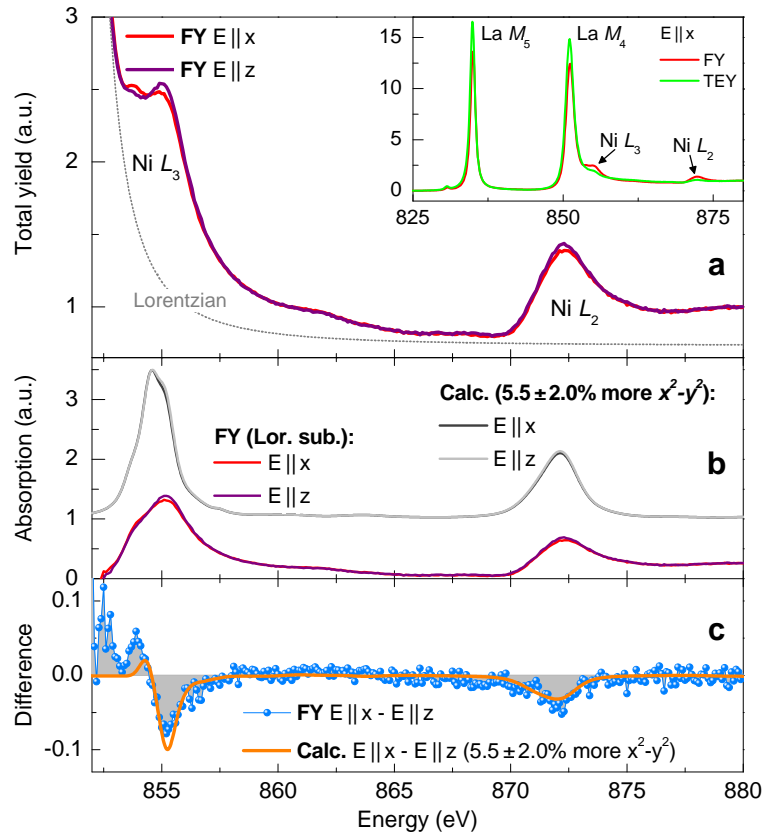 3
2
1
Total yield (a.u.)
FY E || x
FY E || z
Ni L3
Lorentzian
Ni L2
a
15
10
5
0
825 850 875
La M5
La M4
E || x
FY
TEY
Ni L3
Ni L2
3
2
1
0
Absorption (a.u.)
Calc. (5.5 ± 2.0% more x²-y²):
E || x
E || z
FY (Lor. sub.):
E || x
E || z
b
0.1
0.0
-0.1
Difference
c
FY E || x - E || z
Calc. E || x - E || z (5.5 ± 2.0% more x²-y²)
855 860 865 870 875 880
Energy (eV)